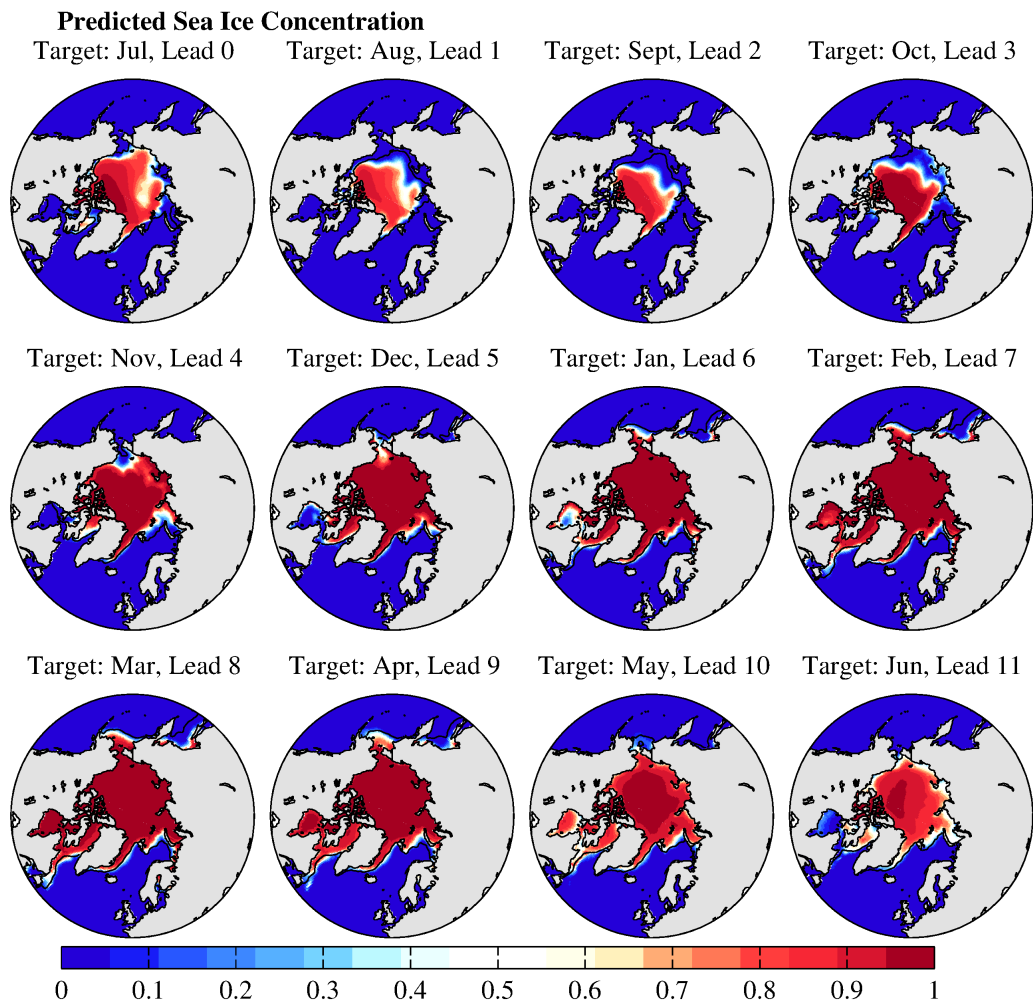 Predicted Sea Ice Concentration
Target: Jul, Lead 0
Target: Aug, Lead 1
Target: Sept, Lead 2
Target: Oct, Lead 3
Target: Nov, Lead 4
Target: Dec, Lead 5
Target: Jan, Lead 6
Target: Feb, Lead 7
Target: Mar, Lead 8
Target: Apr, Lead 9
Target: May, Lead 10
Target: Jun, Lead 11
0 0.1 0.2 0.3 0.4 0.5 0.6 0.7 0.8 0.9 1